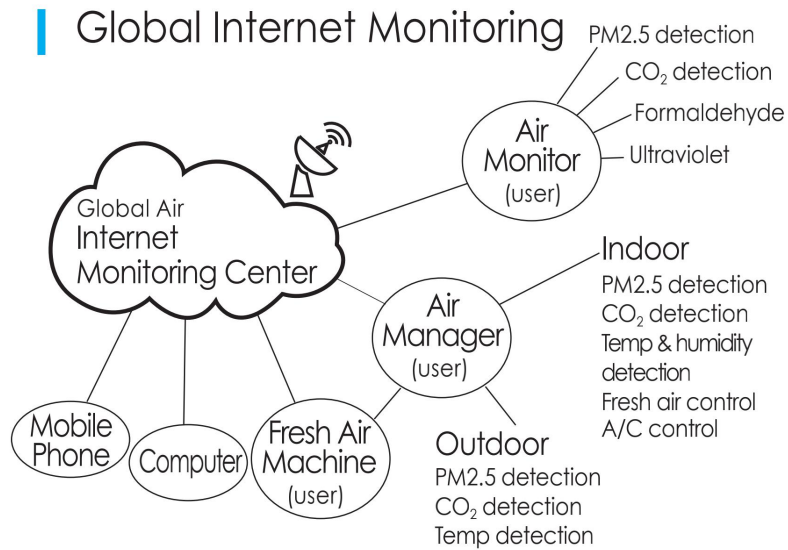 Global Internet Monitoring
PM2.5 detection
CO₂ detection
Formaldehyde
Ultraviolet
Air
Monitor
(user)
Global Air
Internet
Monitoring Center
Air
Manager
(user)
Indoor
PM2.5 detection
CO₂ detection
Temp & humidity
detection
Fresh air control
A/C control
Mobile
Phone
Computer
Fresh Air
Machine
(user)
Outdoor
PM2.5 detection
CO₂ detection
Temp detection